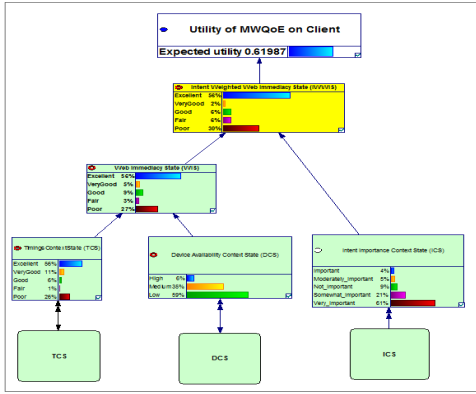 Utility of MWQoE on Client
Expected utility 0.61987
Intent Weighted Web Immediacy State (IWWIS)
Excellent 56%
VeryGood 2%
Good 6%
Fair 6%
Poor 30%
Web Immediacy State (WIS)
Excellent 56%
VeryGood 5%
Good 9%
Fair 3%
Poor 27%
Timings ContextState (TCS)
Excellent 56%
VeryGood 11%
Good 6%
Fair 1%
Poor 26%
Device Availability Context State (DCS)
High 6%
Medium 35%
Low 59%
Intent Importance Context State (ICS)
Important 4%
Moderately_Important 5%
Not_Important 9%
Somewhat_Important 21%
Very_Important 61%
TCS
DCS
ICS